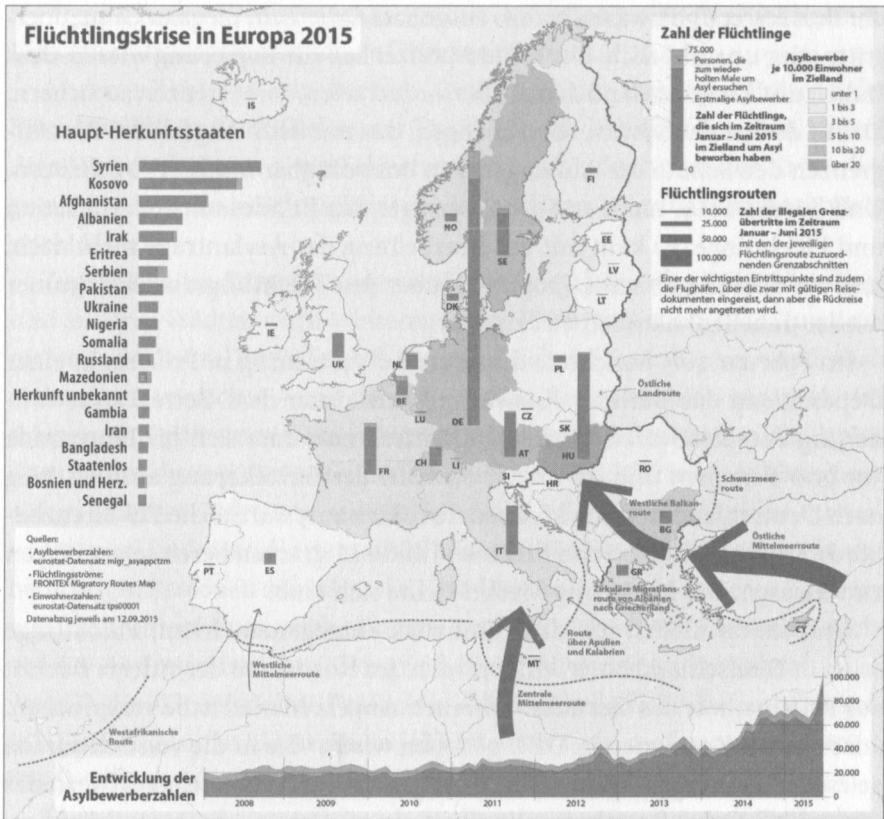 Flüchtlingskrise in Europa 2015
Haupt-Herkunftsstaaten
Syrien
Kosovo
Afghanistan
Albanien
Irak
Eritrea
Serbien
Pakistan
Ukraine
Nigeria
Somalia
Russland
Mazedonien
Herkunft unbekannt
Gambia
Iran
Bangladesh
Staatenlos
Bosnien und Herz.
Senegal
Quellen:
• Asylbewerberzahlen:
eurostat-Datensatz migr_asyappctzm
• Flüchtlingsströme:
FRONTEX Migratory Routes Map
• Einwohnerzahlen:
eurostat-Datensatz tps00001
Datenabzug jeweils am 12.09.2015
Zahl der Flüchtlinge
75.000
Personen, die
zum wieder-
holten Male um
Asyl ersuchen
Erstmalige Asylbewerber
Zahl der Flüchtlinge,
die sich im Zeitraum
Januar – Juni 2015
im Zielland um Asyl
beworben haben
0
Asylbewerber
je 10.000 Einwohner
im Zielland
unter 1
1 bis 3
3 bis 5
5 bis 10
10 bis 20
über 20
Flüchtlingsrouten
10.000
25.000
100.000
Zahl der illegalen Grenz
übertritte im Zeitraum
Januar – Juni 2015
mit den der jeweiligen
Flüchtlingsroute zuzuord-
nenden Grenzabschnitten
Einer der wichtigsten Eintrittspunkte sind zudem
die Flughäfen, über die zwar mit gültigen Reise-
dokumenten eingereist, dann aber die Rückreise
nicht mehr angetreten wird.
IS
NO
SE
FI
EE
LV
LT
DK
IE
UK
NL
BE
LU
DE
PL
CZ
SK
FR
CH
LI
AT
HU
SI
HR
RO
BG
IT
GR
PT
ES
MT
CY
Östliche
Landroute
Schwarzmeer
route
Westliche Balkan-
route
Östliche
Mittelmeerroute
Zirkuläre Migrations
route von Albanien
nach Griechenland
Route
über Apulien
und Kalabrien
Zentrale
Mittelmeerroute
Westliche
Mittelmeerroute
Westafrikanische
Route
Entwicklung der
Asylbewerberzahlen
100.000
80.000
60.000
40.000
20.000
0
2008
2009
2010
2011
2012
2013
2014
2015